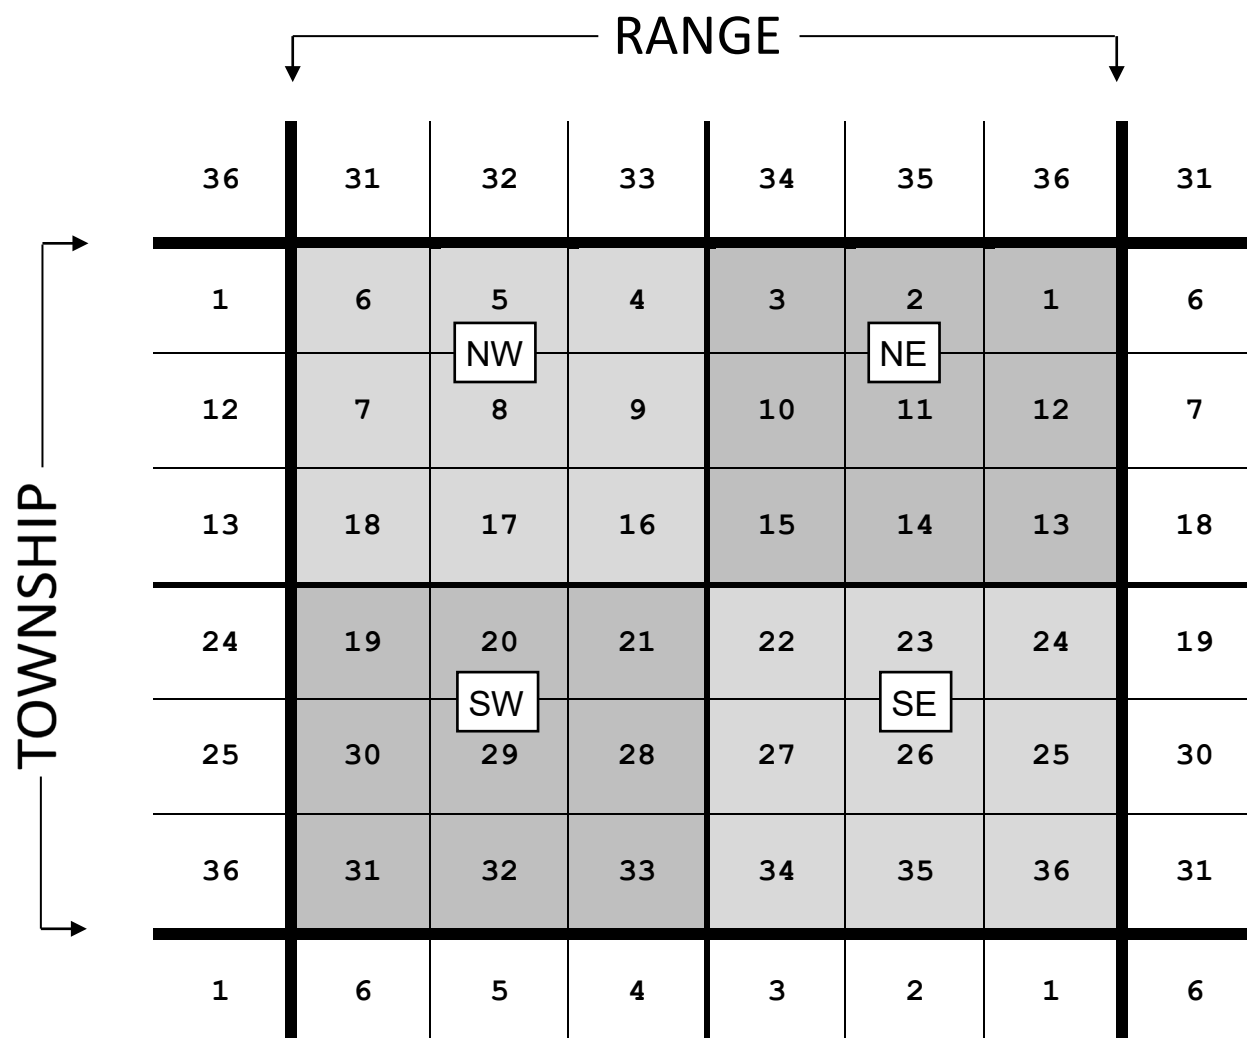 RANGE
TOWNSHIP
36 31 32 33 34 35 36 31
1 6 5 4 3 2 1 6
NW NE
12 7 8 9 10 11 12 7
13 18 17 16 15 14 13 18
24 19 20 21 22 23 24 19
SW SE
25 30 29 28 27 26 25 30
36 31 32 33 34 35 36 31
1 6 5 4 3 2 1 6